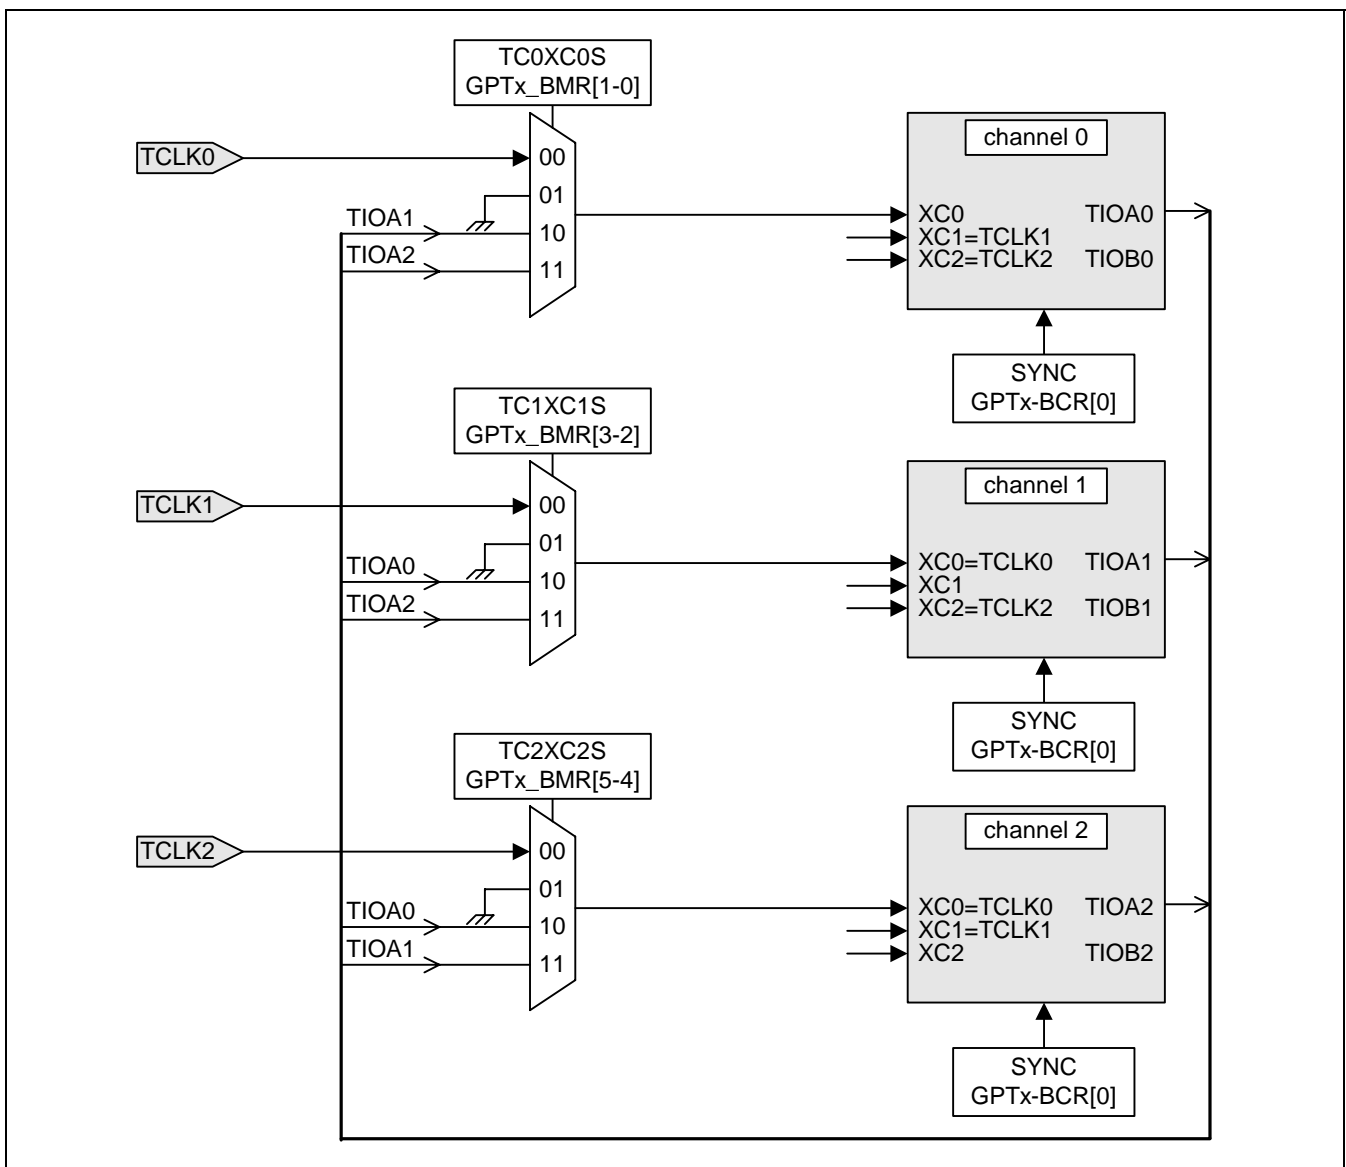 TC0XC0S
GPTx_BMR[1-0]
TCLK0
00
01
TIOA1
10
TIOA2
11
channel 0
XC0 TIOA0
XC1=TCLK1
XC2=TCLK2 TIOB0
SYNC
GPTx-BCR[0]
TC1XC1S
GPTx_BMR[3-2]
TCLK1
00
01
TIOA0
10
TIOA2
11
channel 1
XC0=TCLK0 TIOA1
XC1
XC2=TCLK2 TIOB1
SYNC
GPTx-BCR[0]
TC2XC2S
GPTx_BMR[5-4]
TCLK2
00
01
TIOA0
10
TIOA1
11
channel 2
XC0=TCLK0 TIOA2
XC1=TCLK1
XC2 TIOB2
SYNC
GPTx-BCR[0]